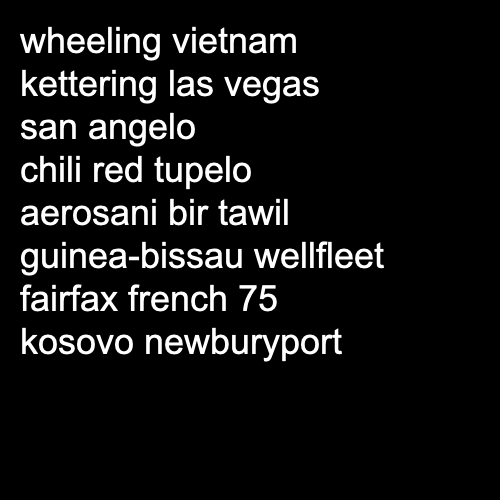 wheeling vietnam
kettering las vegas
san angelo
chili red tupelo
aerosani bir tawil
guinea-bissau wellfleet
fairfax french 75
kosovo newburyport